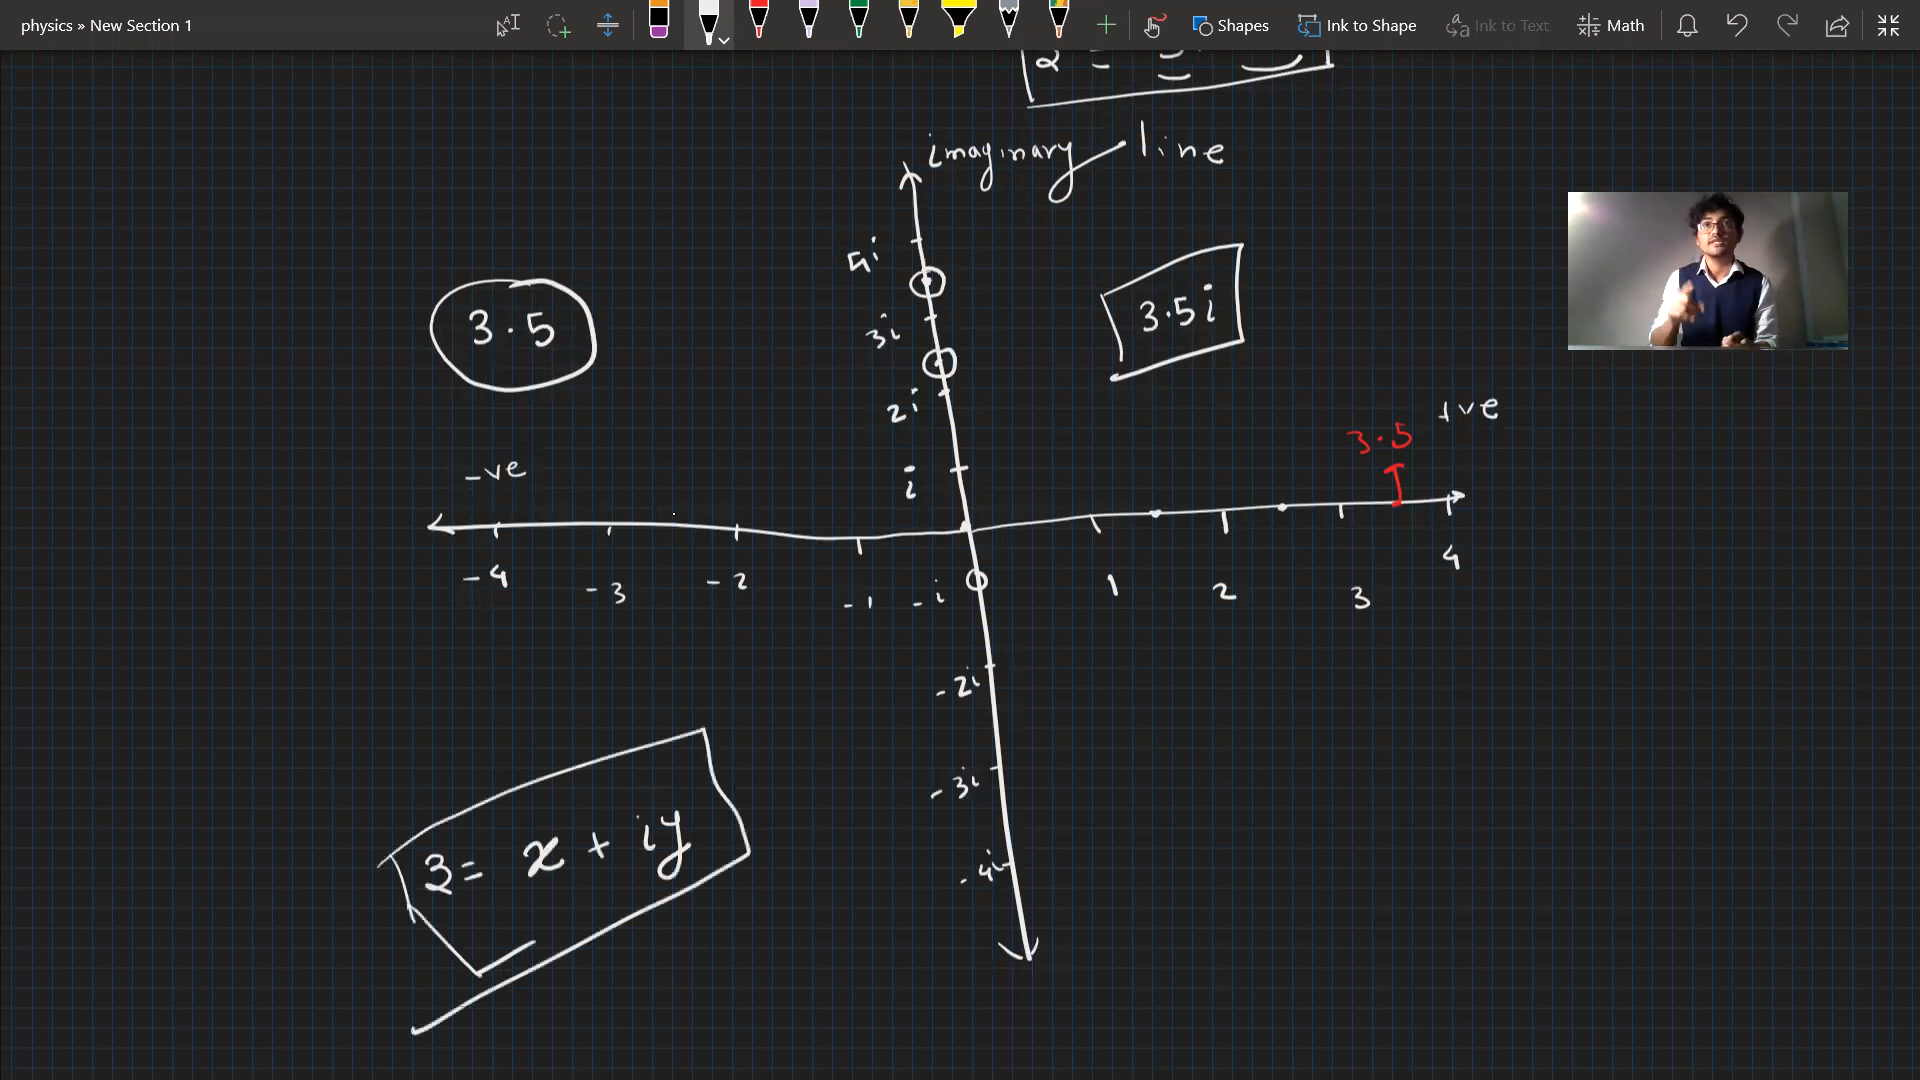 physics » New Section 1
Shapes
Ink to Shape
Ink to Text
Math
imaginary line
4i
3.5
3i
3.5i
2i
+ve
3.5
-ve
i
-4
-3
-2
-1
-i
1
2
3
4
-2i
-3i
-4i
z = x + iy